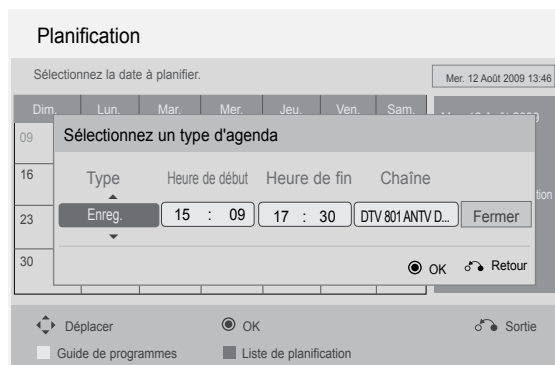 Planification
Sélectionnez la date à planifier.
Mer. 12 Août 2009 13:46
Dim. Lun. Mar. Mer. Jeu. Ven. Sam.
09
Sélectionnez un type d'agenda
16
Type Heure de début Heure de fin Chaîne
23
Enreg. 15 : 09 17 : 30 DTV 801 ANTV D... Fermer
30
OK Retour
Déplacer OK Sortie
Guide de programmes Liste de planification